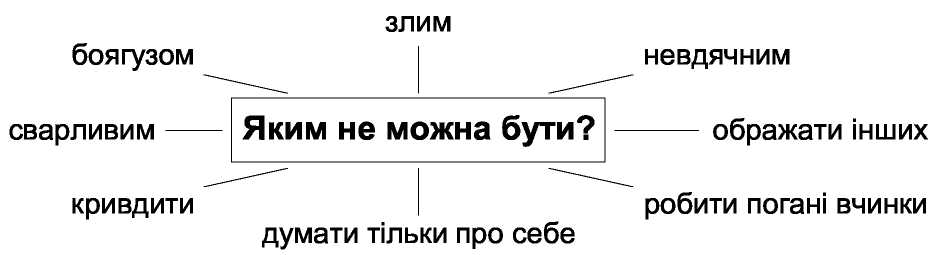 злим
боягузом
невдячним
сварливим
Яким не можна бути?
ображати інших
кривдити
робити погані вчинки
думати тільки про себе